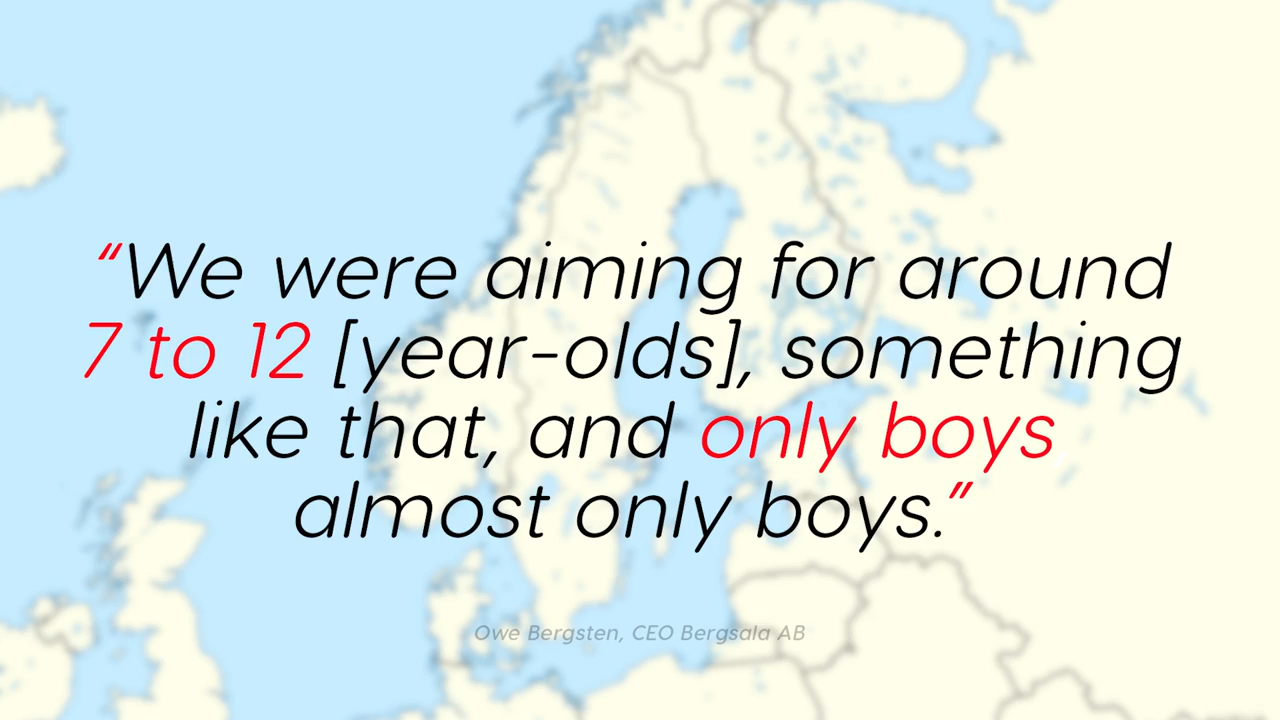 “We were aiming for around
7 to 12 [year-olds], something
like that, and only boys,
almost only boys.”
Owe Bergsten, CEO Bergsala AB